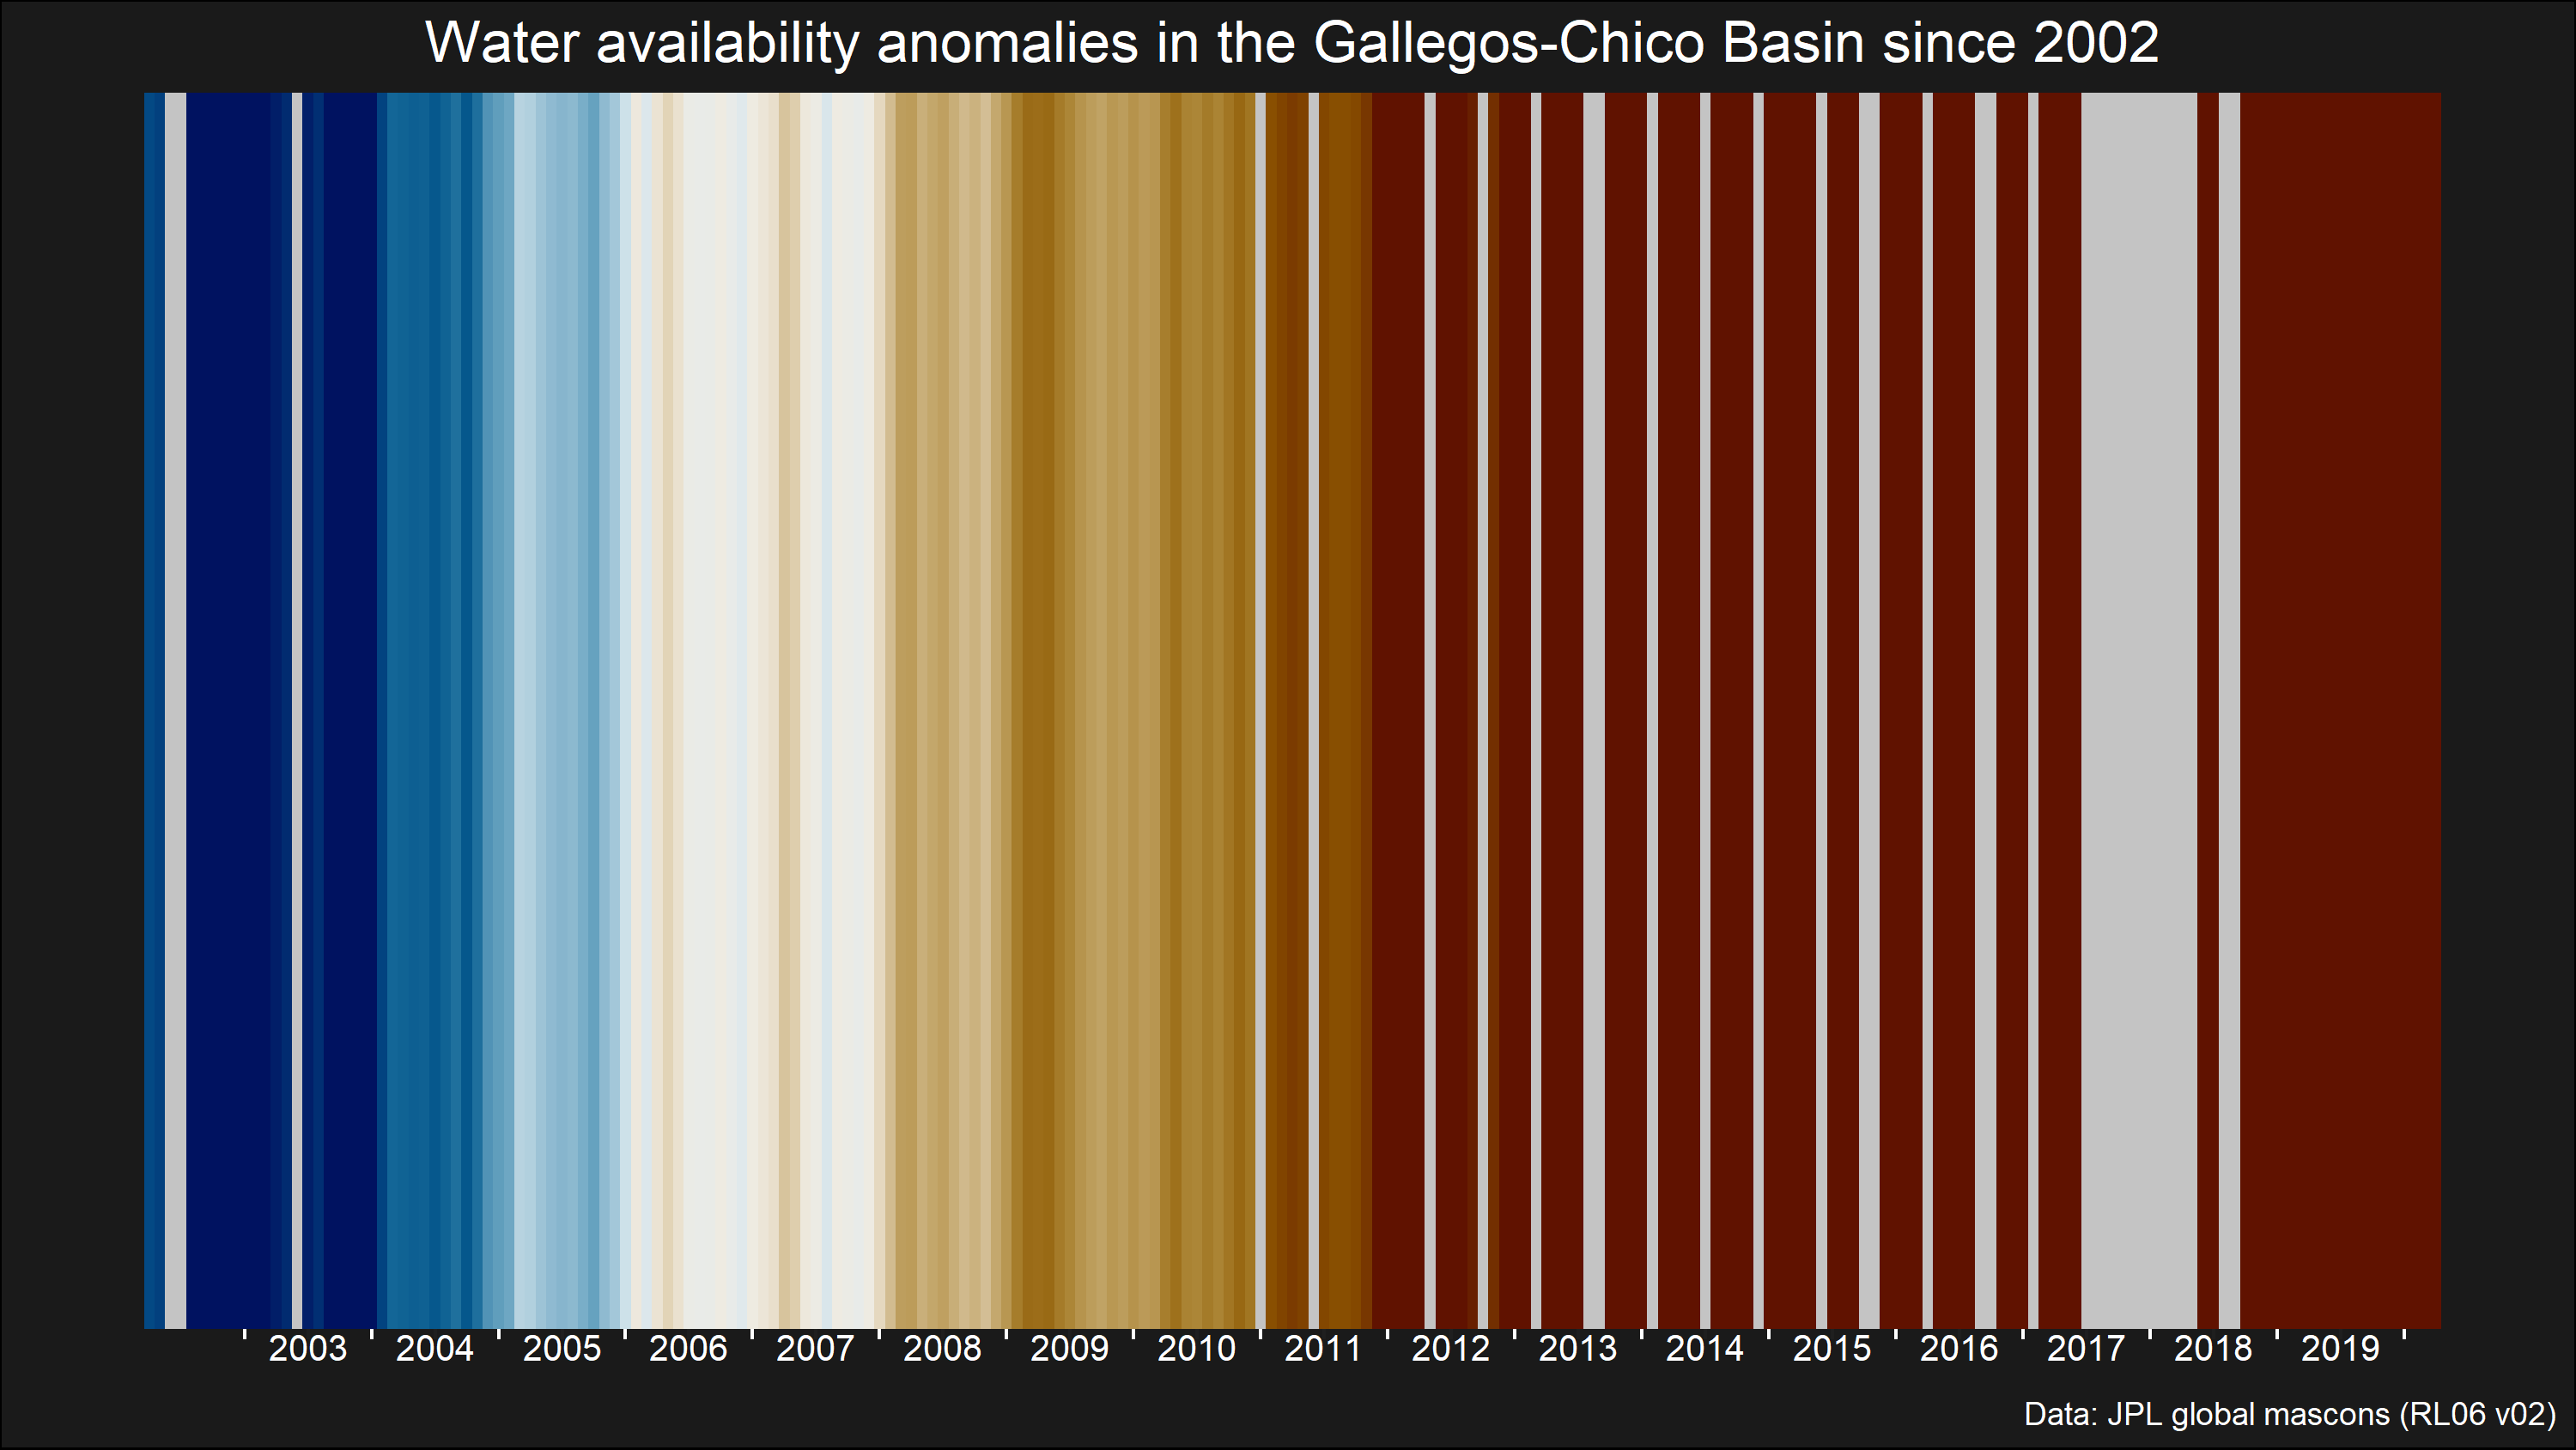 Water availability anomalies in the Gallegos-Chico Basin since 2002
2003 2004 2005 2006 2007 2008 2009 2010 2011 2012 2013 2014 2015 2016 2017 2018 2019
Data: JPL global mascons (RL06 v02)